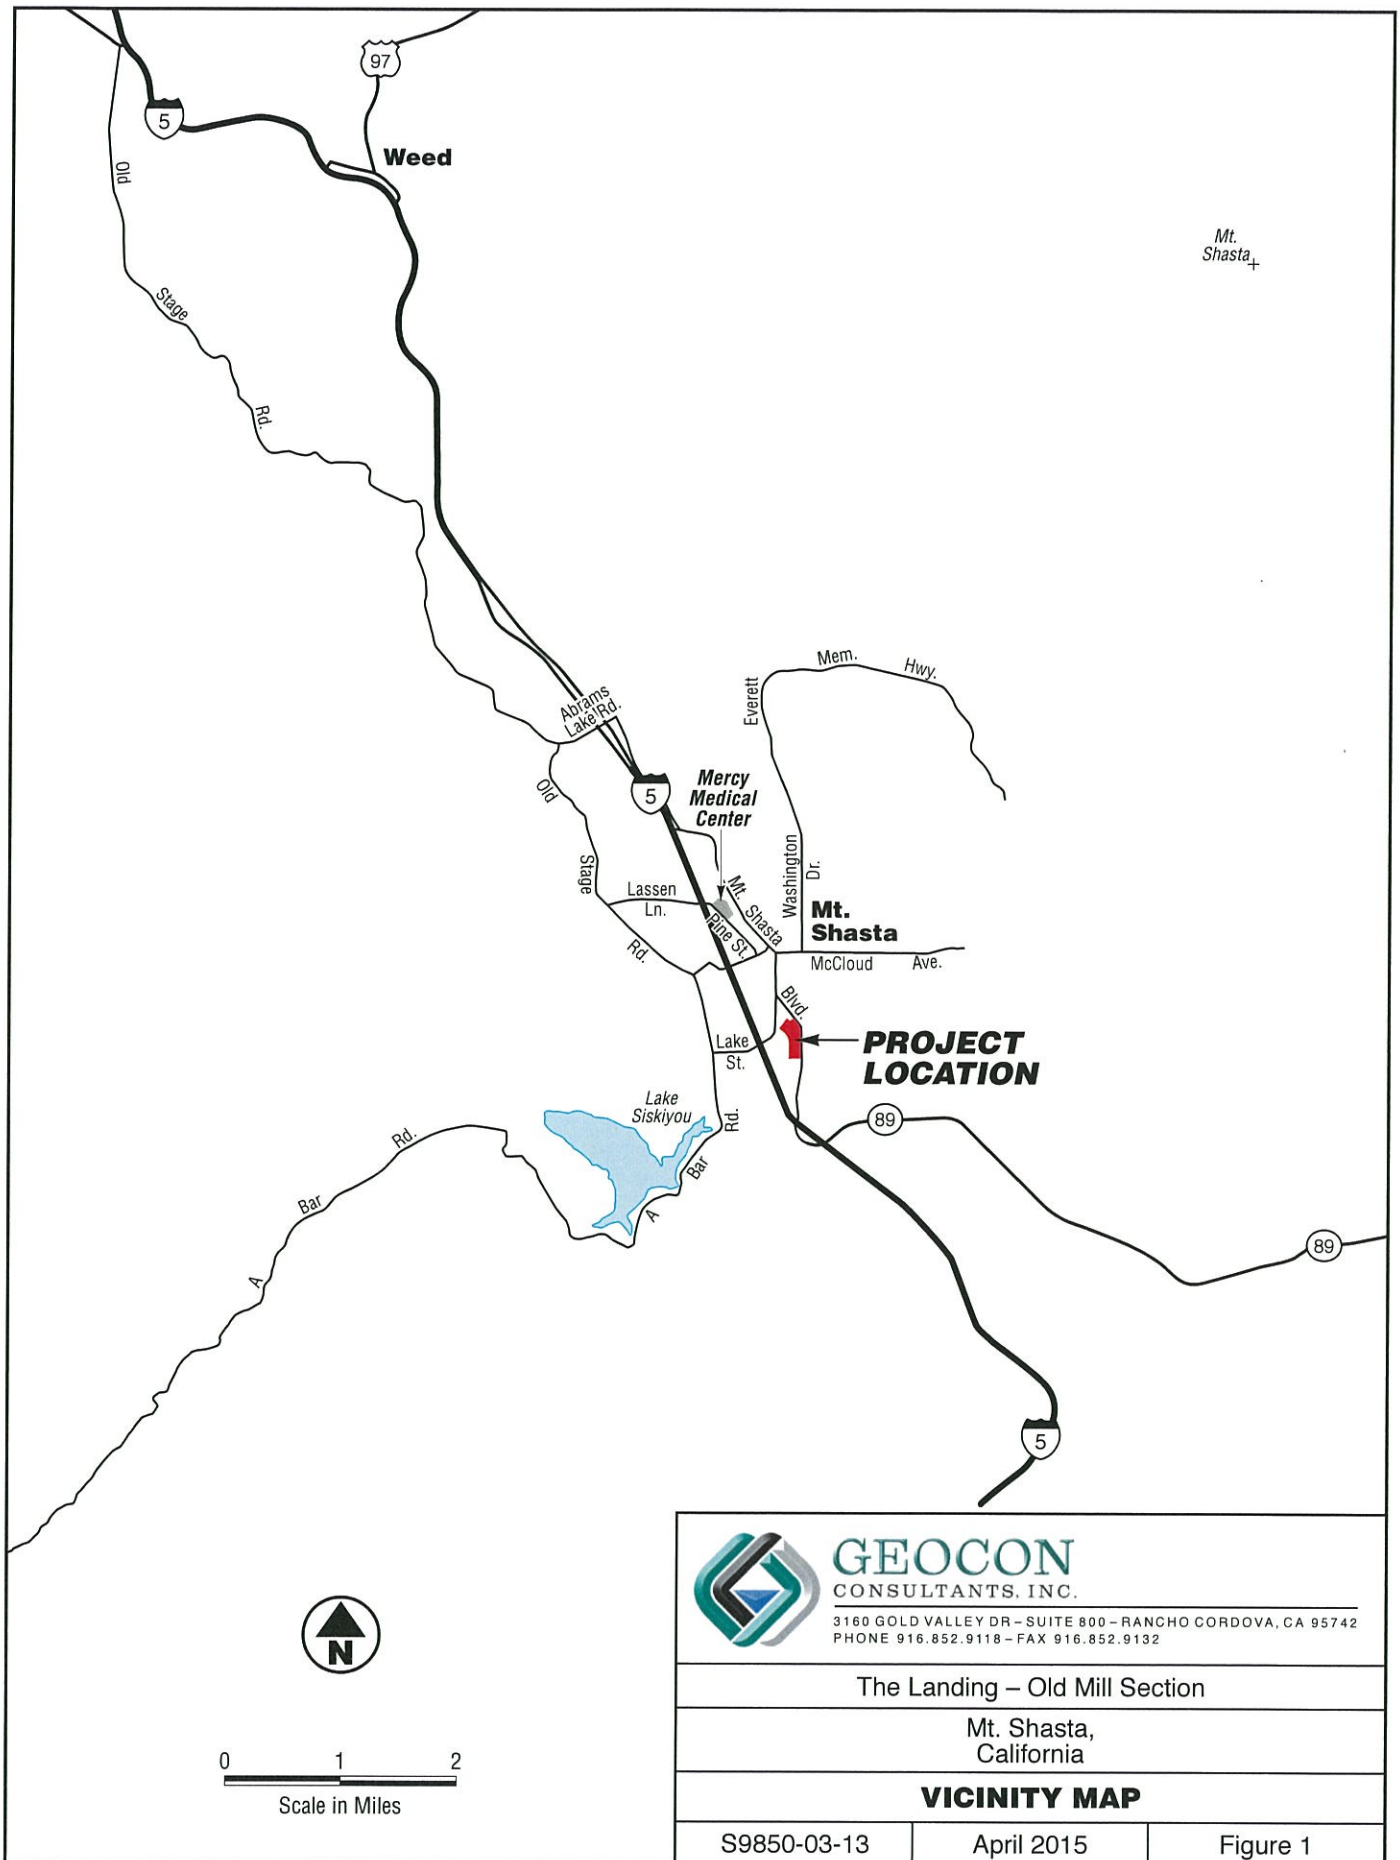 97
5
Weed
Old
Mt.
Shasta
Stage
Rd.
Mem.
Hwy.
Everett
Abrams
Lake Rd.
Old
5
Mercy
Medical
Center
Washington
Dr.
Stage
Lassen
Ln.
Mt. Shasta
Pine St.
Mt.
Shasta
Rd.
McCloud Ave.
Blvd.
Lake
St.
PROJECT
LOCATION
Lake
Siskiyou
Rd.
89
Rd.
Bar
Bar
A
89
A
5
GEOCON
CONSULTANTS, INC.
3160 GOLD VALLEY DR – SUITE 800 – RANCHO CORDOVA, CA 95742
PHONE 916.852.9118 – FAX 916.852.9132
N
The Landing – Old Mill Section
Mt. Shasta,
California
0 1 2
Scale in Miles
VICINITY MAP
S9850-03-13 April 2015 Figure 1